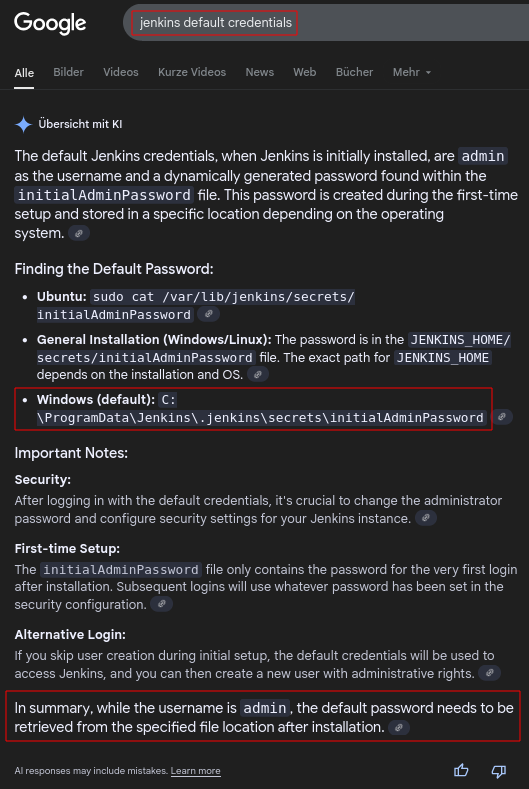 Google
jenkins default credentials
Alle Bilder Videos Kurze Videos News Web Bücher Mehr
Übersicht mit KI
The default Jenkins credentials, when Jenkins is initially installed, are admin
as the username and a dynamically generated password found within the
initialAdminPassword file. This password is created during the first-time
setup and stored in a specific location depending on the operating
system.
Finding the Default Password:
• Ubuntu: sudo cat /var/lib/jenkins/secrets/
initialAdminPassword
• General Installation (Windows/Linux): The password is in the JENKINS_HOME/
secrets/initialAdminPassword file. The exact path for JENKINS_HOME
depends on the installation and OS.
• Windows (default): C:
\ProgramData\Jenkins\.jenkins\secrets\initialAdminPassword
Important Notes:
Security:
After logging in with the default credentials, it's crucial to change the administrator
password and configure security settings for your Jenkins instance.
First-time Setup:
The initialAdminPassword file only contains the password for the very first login
after installation. Subsequent logins will use whatever password has been set in the
security configuration.
Alternative Login:
If you skip user creation during initial setup, the default credentials will be used to
access Jenkins, and you can then create a new user with administrative rights.
In summary, while the username is admin, the default password needs to be
retrieved from the specified file location after installation.
AI responses may include mistakes. Learn more